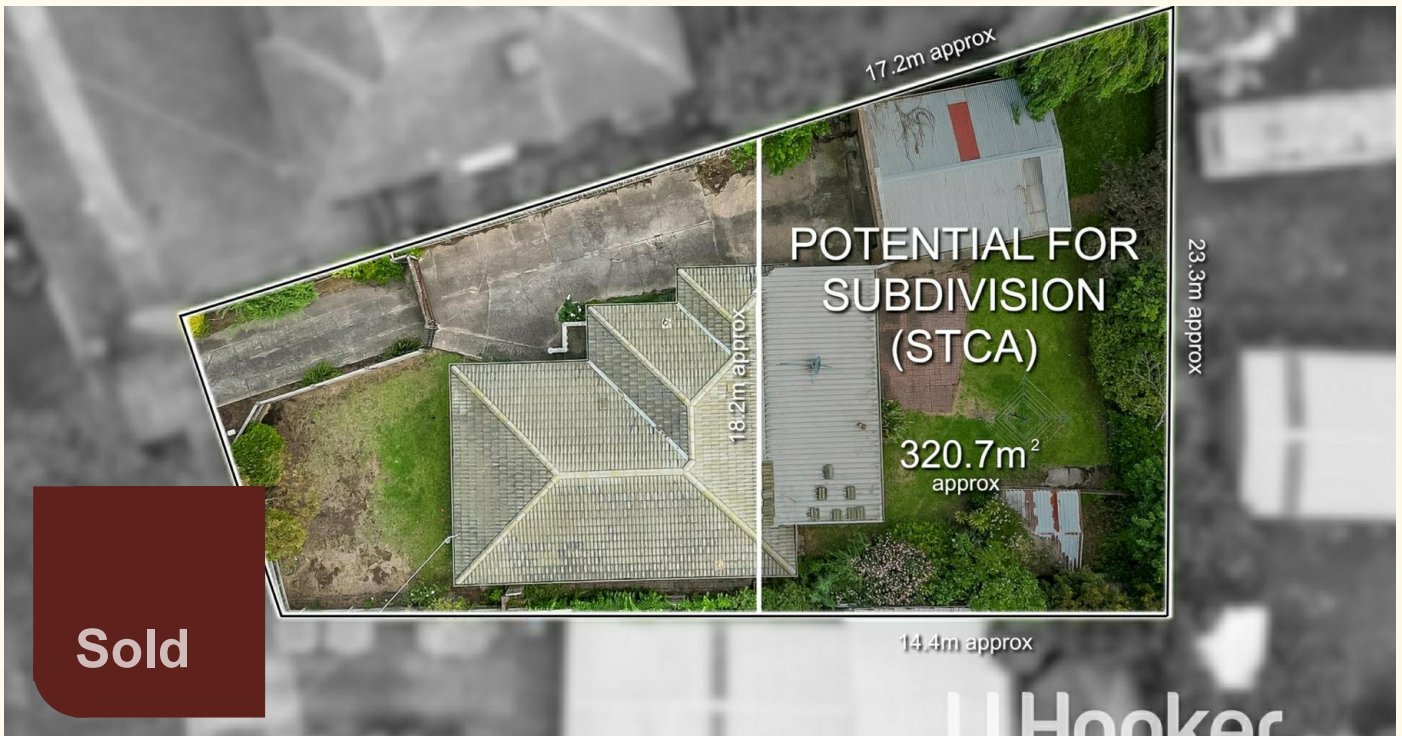 17.2m approx
POTENTIAL FOR
SUBDIVISION
(STCA)
23.3m approx
18.2m approx
320.7m²
approx
14.4m approx
Sold
Hooker